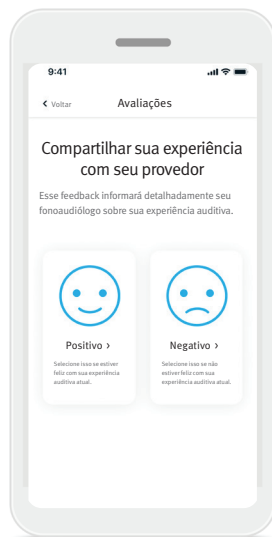 9:41
Voltar
Avaliações
Compartilhar sua experiência
com seu provedor
Esse feedback informará detalhadamente seu
fonoaudiólogo sobre sua experiência auditiva.
Positivo ›
Selecione isso se estiver
feliz com sua experiência
auditiva atual.
Negativo ›
Selecione isso se não
estiver feliz com sua
experiência auditiva atual.